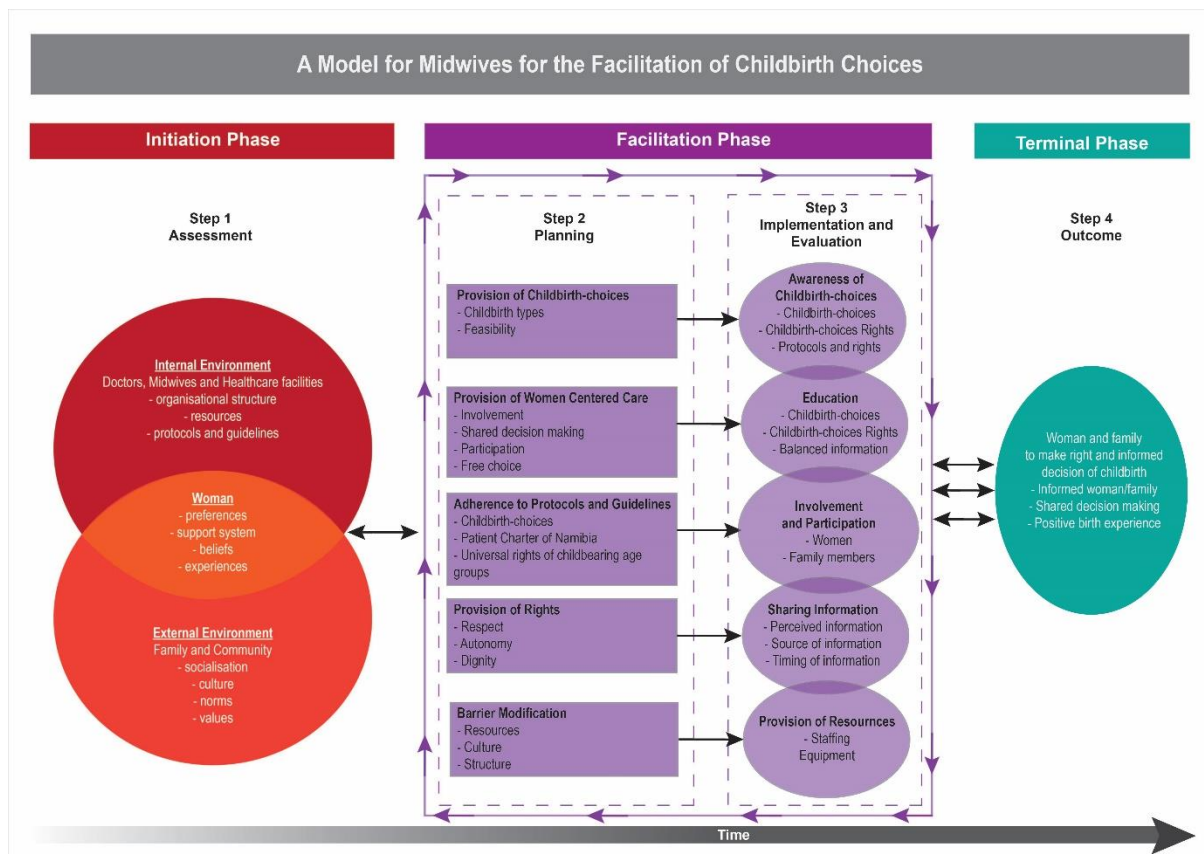 A Model for Midwives for the Facilitation of Childbirth Choices
Initiation Phase
Facilitation Phase
Terminal Phase
Step 1
Assessment
Internal Environment
Doctors, Midwives and Healthcare facilities
- organisational structure
- resources
- protocols and guidelines
Woman
- preferences
- support system
- beliefs
- experiences
External Environment
Family and Community
- socialisation
- culture
- norms
- values
Step 2
Planning
Provision of Childbirth-choices
- Childbirth types
- Feasibility
Provision of Women Centered Care
- Involvement
- Shared decision making
- Participation
- Free choice
Adherence to Protocols and Guidelines
- Childbirth-choices
- Patient Charter of Namibia
- Universal rights of childbearing age
groups
Provision of Rights
- Respect
- Autonomy
- Dignity
Barrier Modification
- Resources
- Culture
- Structure
Step 3
Implementation and
Evaluation
Awareness of
Childbirth-choices
- Childbirth-choices
- Childbirth-choices Rights
- Protocols and rights
Education
- Childbirth-choices
- Childbirth-choices Rights
- Balanced information
Involvement
and Participation
- Women
- Family members
Sharing Information
- Perceived information
- Source of information
- Timing of information
Provision of Resournces
- Staffing
Equipment
Step 4
Outcome
Woman and family
to make right and informed
decision of childbirth
- Informed woman/family
- Shared decision making
- Positive birth experience
Time